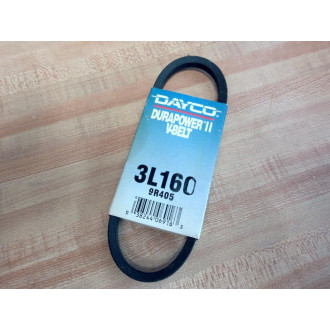 DAYCO
DURAPOWER II
V-BELT
3L160
9R405